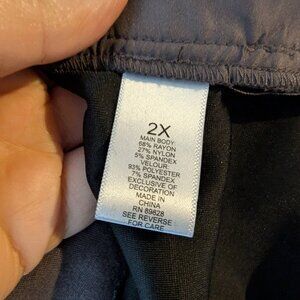 2X
MAIN BODY:
68% RAYON
27% NYLON
5% SPANDEX
VELOUR:
93% POLYESTER
7% SPANDEX
EXCLUSIVE OF
DECORATION
MADE IN
CHINA
RN 89828
SEE REVERSE
FOR CARE